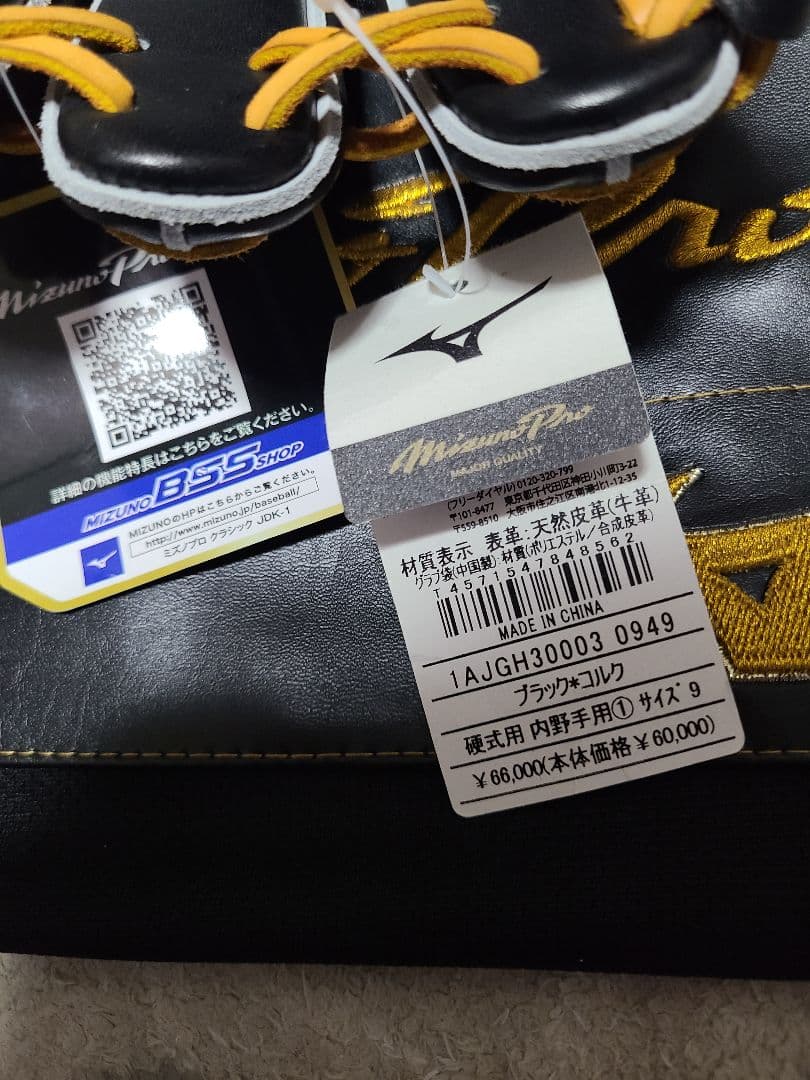 Mizuno Pro
詳細の機能特長はこちらをご覧ください。
MIZUNO BSS SHOP
MIZUNOのHPはこちらからご覧ください。
http://www.mizuno.jp/baseball/
ミズノプロ クラシック JDK-1
Pro
Mizuno Pro
MAJOR QUALITY
(フリーダイヤル) 0120-320-799
〒101-8477 東京都千代田区神田小川町3-22
〒559-8510 大阪市住之江区南港北1-12-35
材質表示 表革:天然皮革(牛革)
グラブ袋(中国製):材質(ポリエステル/合成皮革)
T 4571547848562
MADE IN CHINA
1AJGH30003 0949
ブラック*コルク
硬式用 内野手用① サイズ 9
¥66,000(本体価格¥60,000)